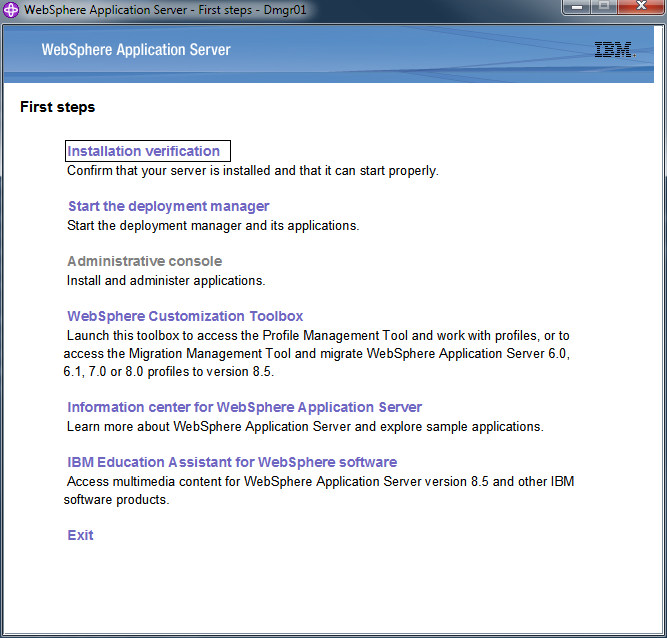 WebSphere Application Server - First steps - Dmgr01
WebSphere Application Server
IBM.
First steps
Installation verification
Confirm that your server is installed and that it can start properly.
Start the deployment manager
Start the deployment manager and its applications.
Administrative console
Install and administer applications.
WebSphere Customization Toolbox
Launch this toolbox to access the Profile Management Tool and work with profiles, or to
access the Migration Management Tool and migrate WebSphere Application Server 6.0,
6.1, 7.0 or 8.0 profiles to version 8.5.
Information center for WebSphere Application Server
Learn more about WebSphere Application Server and explore sample applications.
IBM Education Assistant for WebSphere software
Access multimedia content for WebSphere Application Server version 8.5 and other IBM
software products.
Exit